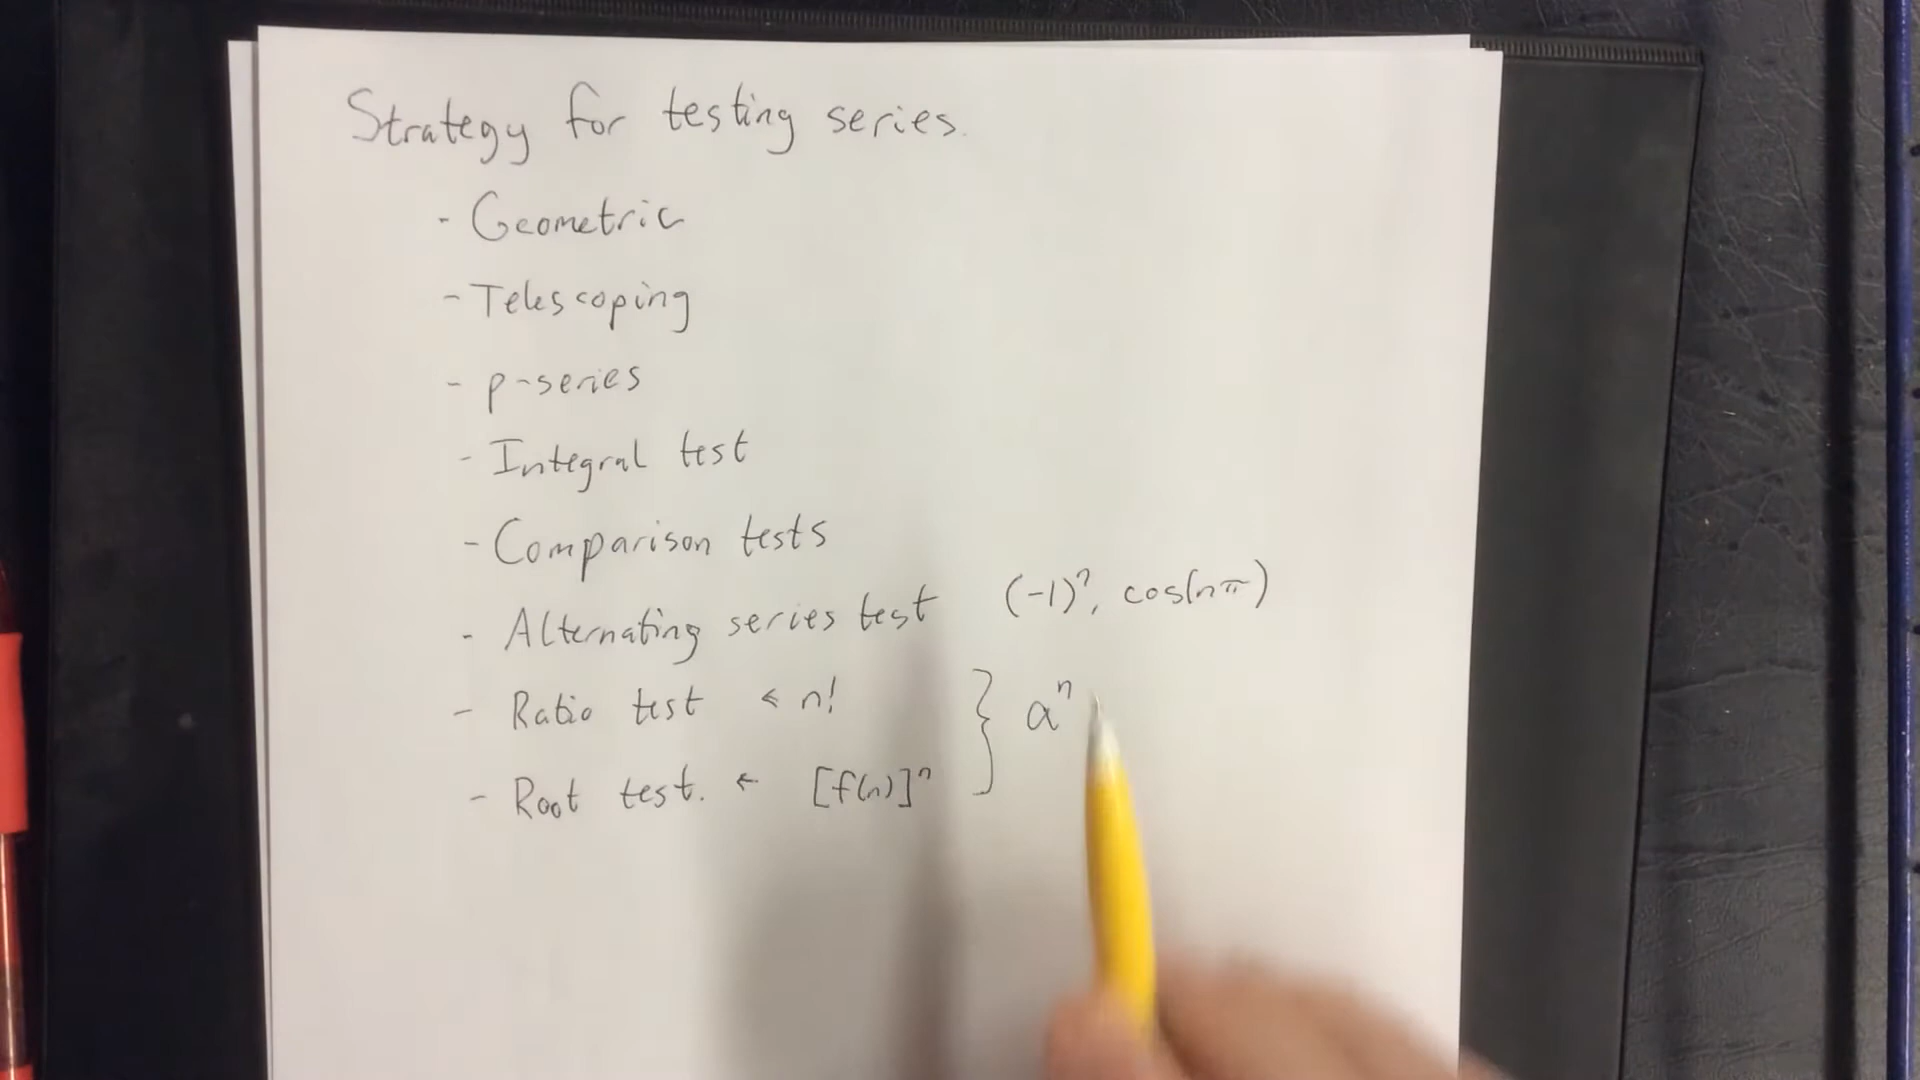 Strategy for testing series.
- Geometric
- Telescoping
- p-series
- Integral test
- Comparison tests
- Alternating series test (-1)ⁿ, cos(nπ)
- Ratio test ← n!
- Root test. ← [f(n)]ⁿ } aⁿ